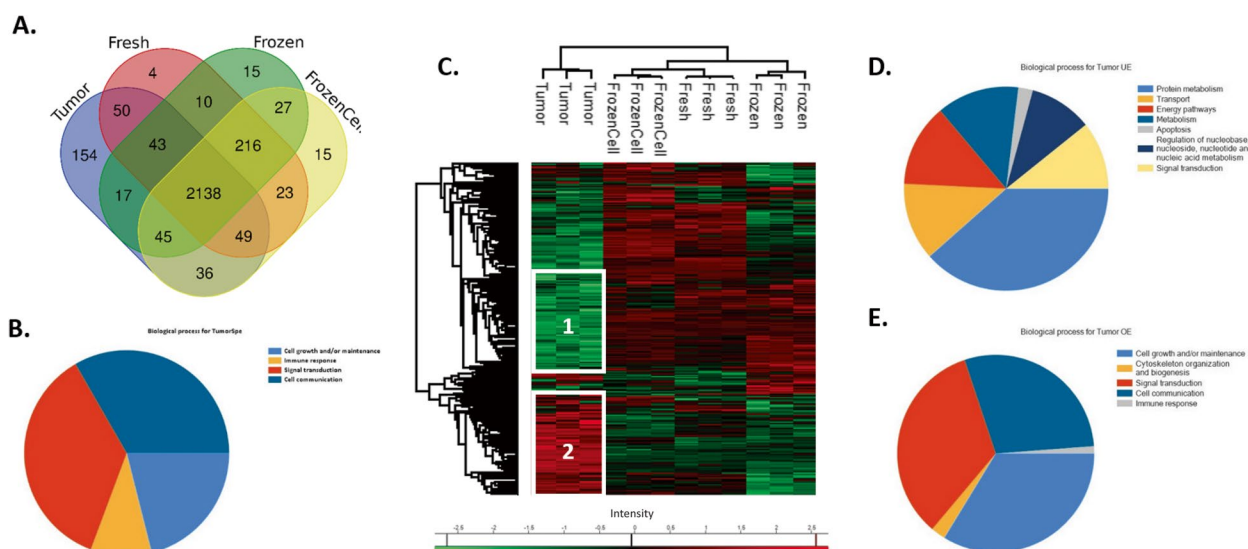 A.
Tumor
Fresh
Frozen
FrozenCell
4
15
50
10
27
154
43
216
15
17
2138
23
45
49
36
B.
Biological process for TumorSpe
Cell growth and/or maintenance
Immune response
Signal transduction
Cell communication
C.
Tumor
Tumor
Tumor
FrozenCell
FrozenCell
FrozenCell
Fresh
Fresh
Fresh
Frozen
Frozen
Frozen
1
2
Intensity
-2.5
-2
-1.5
-1
-0.5
0
0.5
1
1.5
2
2.5
D.
Biological process for Tumor UE
Protein metabolism
Transport
Energy pathways
Metabolism
Apoptosis
Regulation of nucleobase
nucleoside, nucleotide an
nucleic acid metabolism
Signal transduction
E.
Biological process for Tumor OE
Cell growth and/or maintenance
Cytoskeleton organization
and biogenesis
Signal transduction
Cell communication
Immune response